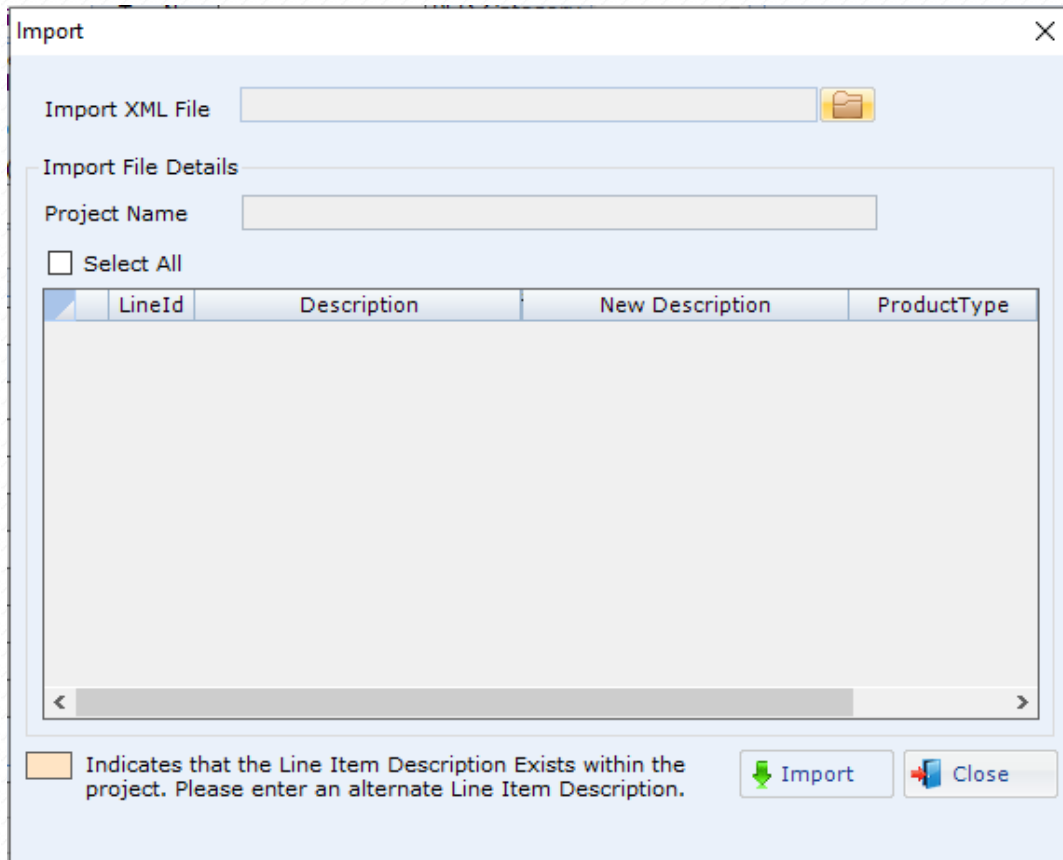 Import
Import XML File
Import File Details
Project Name
Select All
LineId Description New Description ProductType
Indicates that the Line Item Description Exists within the
project. Please enter an alternate Line Item Description.
Import
Close